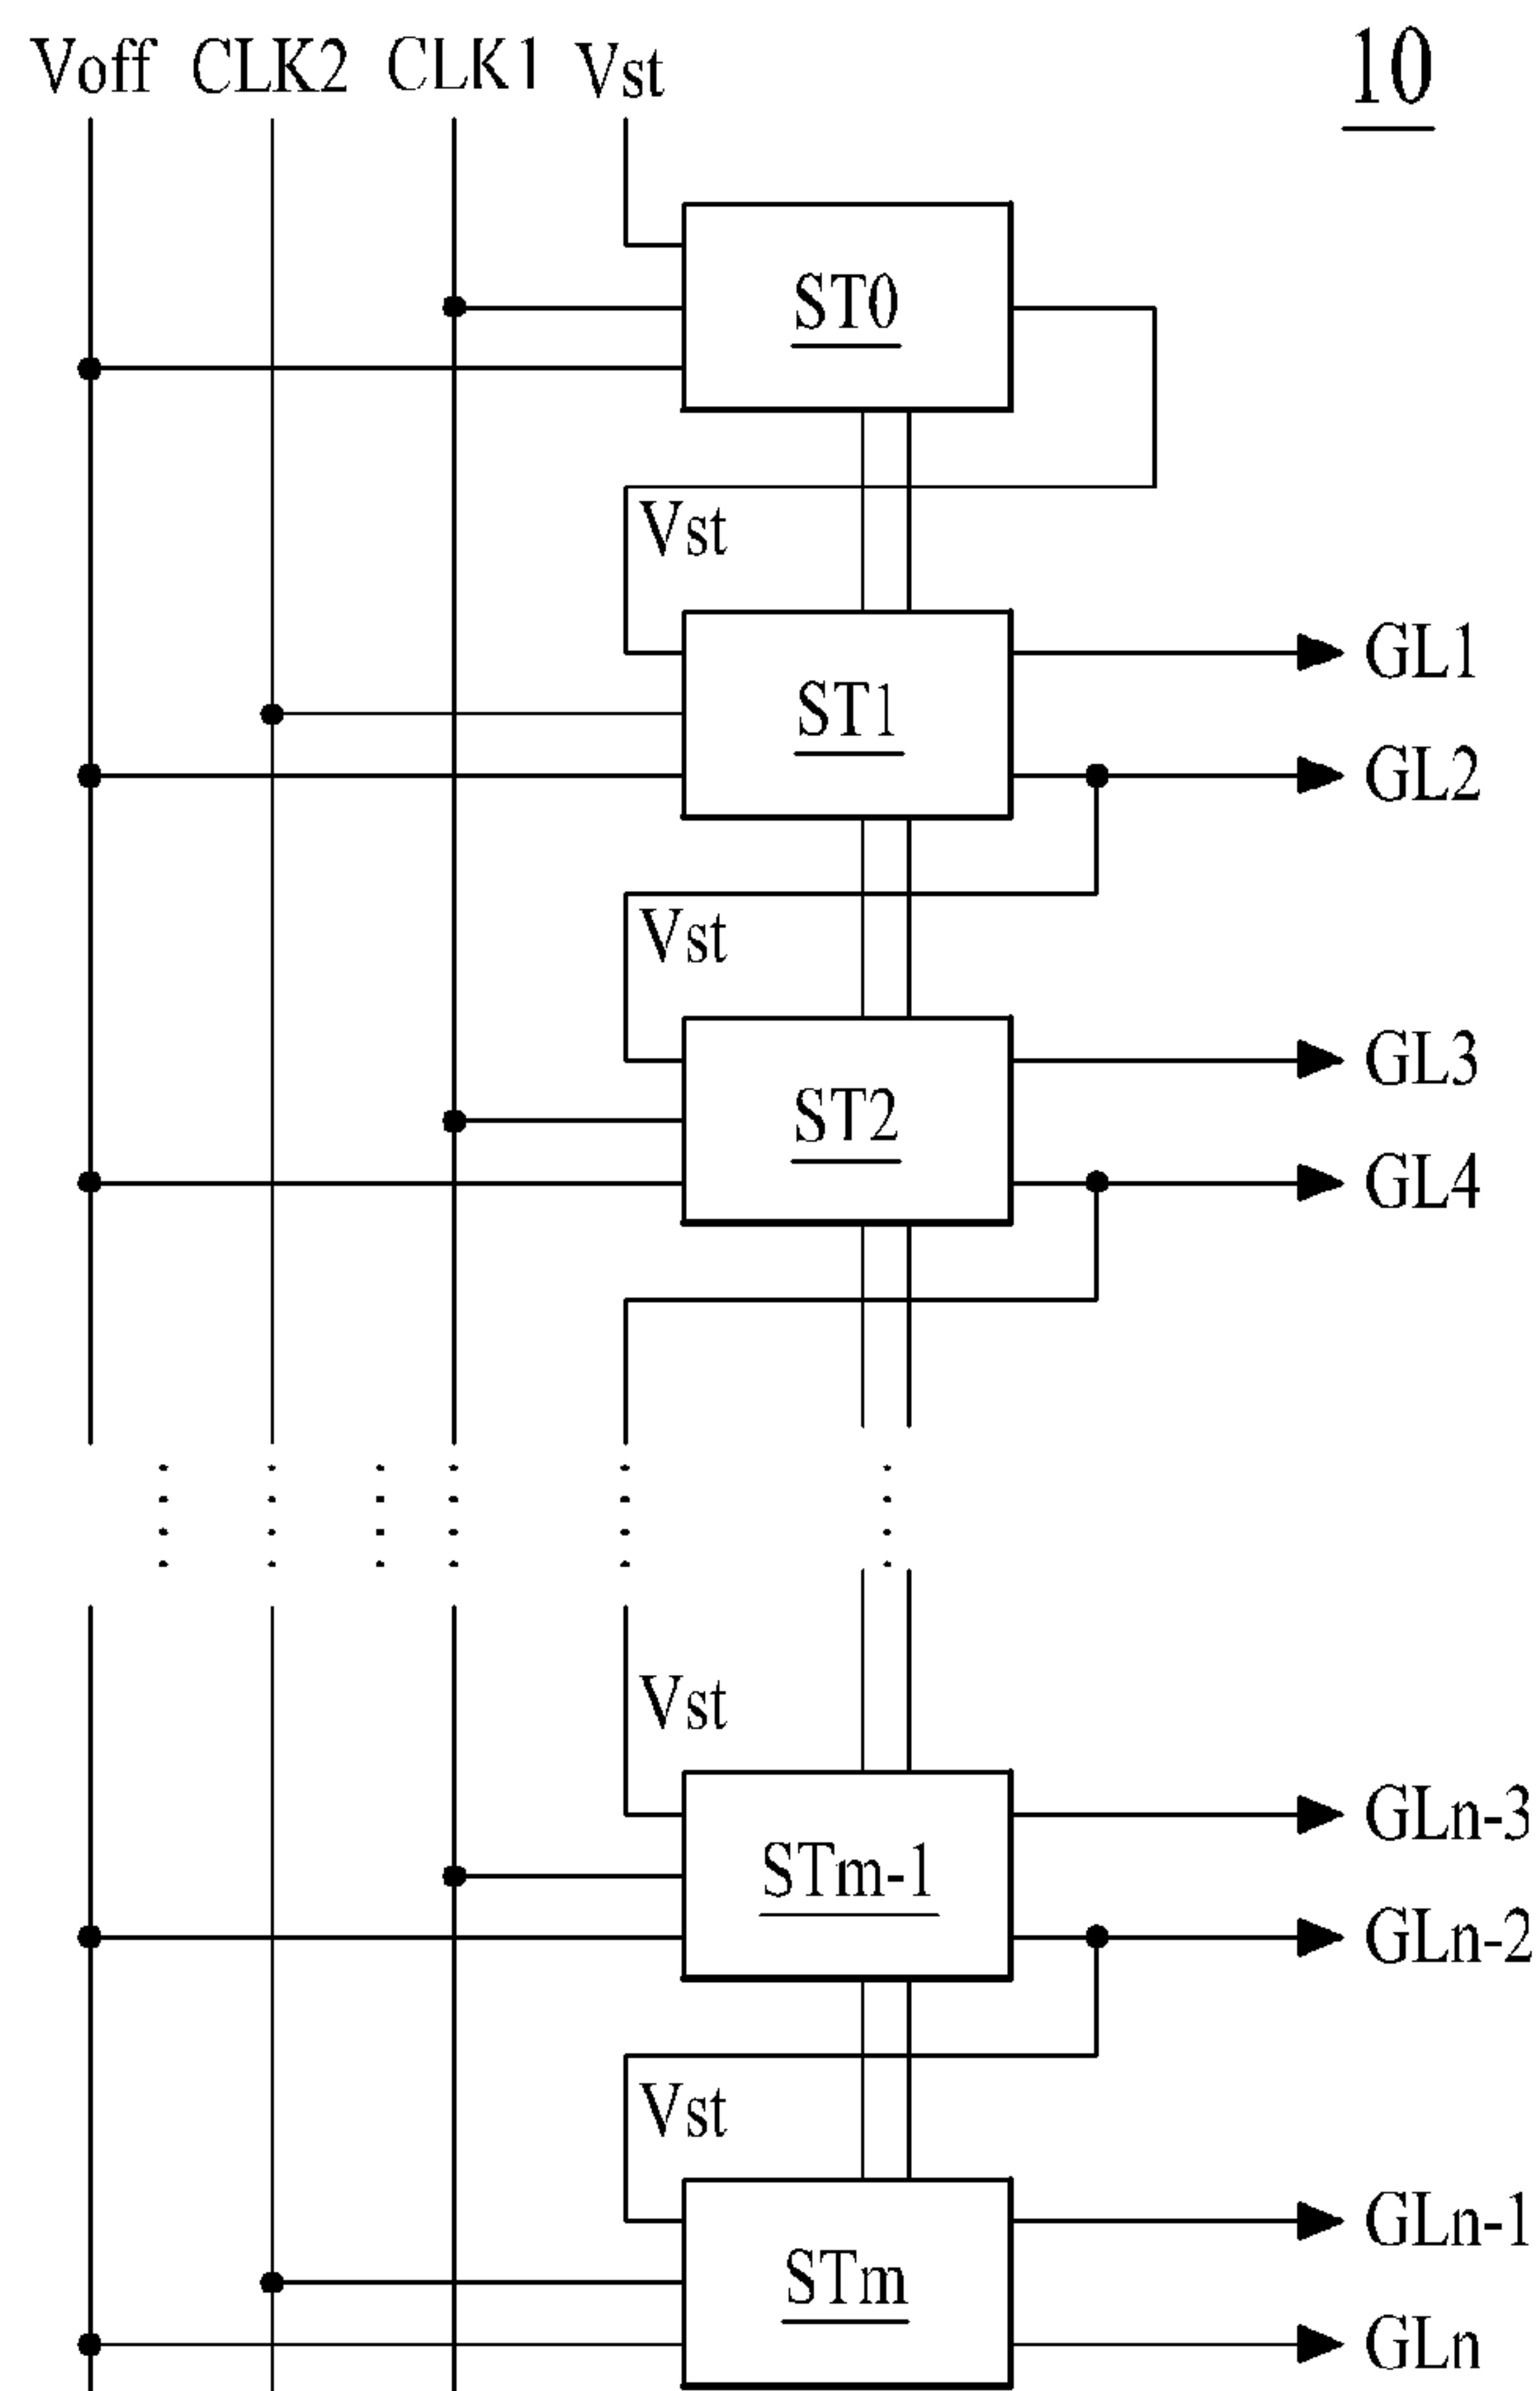 Voff CLK2 CLK1 Vst
10
ST0
Vst
ST1
GL1
GL2
Vst
ST2
GL3
GL4
Vst
STm-1
GLn-3
GLn-2
Vst
STm
GLn-1
GLn